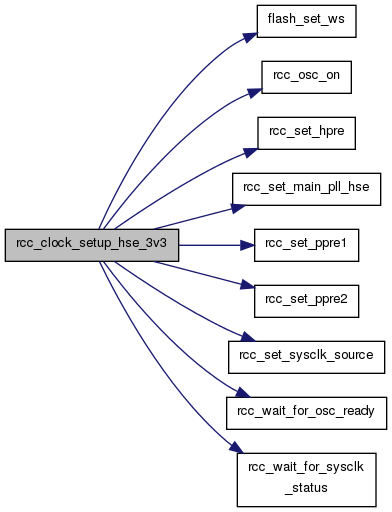 flash_set_ws
rcc_osc_on
rcc_set_hpre
rcc_set_main_pll_hse
rcc_clock_setup_hse_3v3
rcc_set_ppre1
rcc_set_ppre2
rcc_set_sysclk_source
rcc_wait_for_osc_ready
rcc_wait_for_sysclk
_status